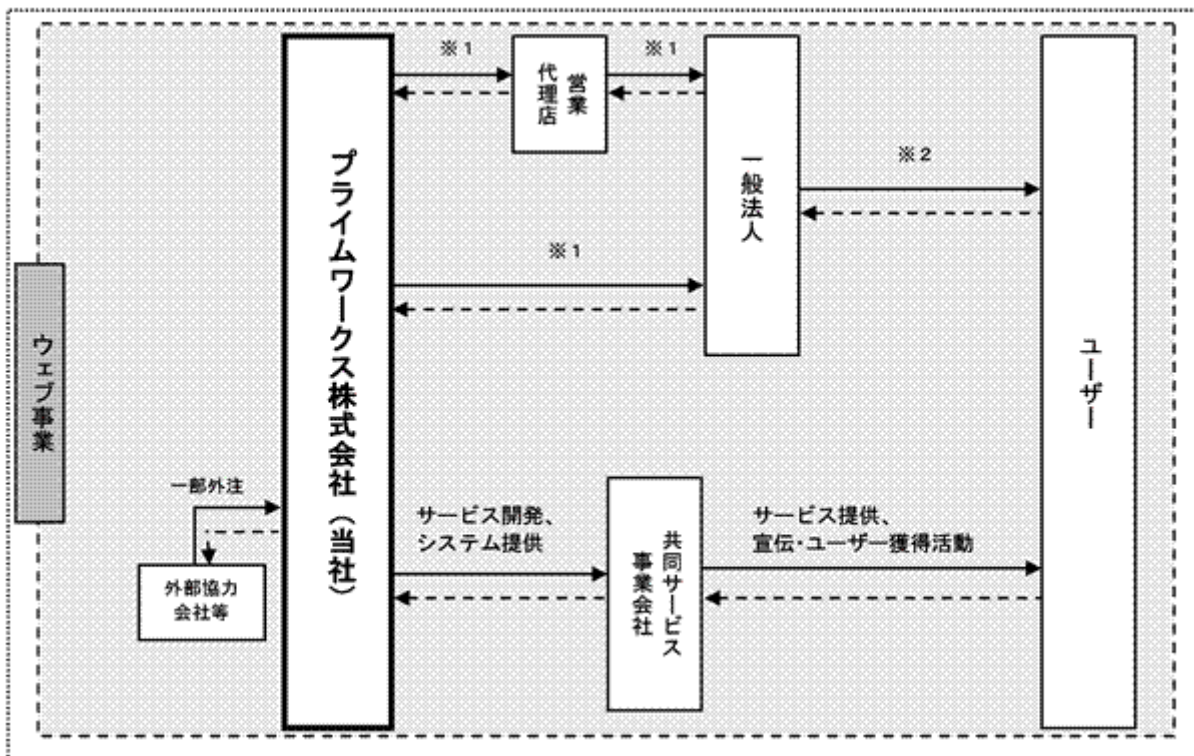 ウェブ事業
プライムワークス株式会社（当社）
※1
営業
代理店
※1
一般法人
※2
ユーザー
※1
一部外注
外部協力
会社等
サービス開発、
システム提供
共同サービス
事業会社
サービス提供、
宣伝・ユーザー獲得活動